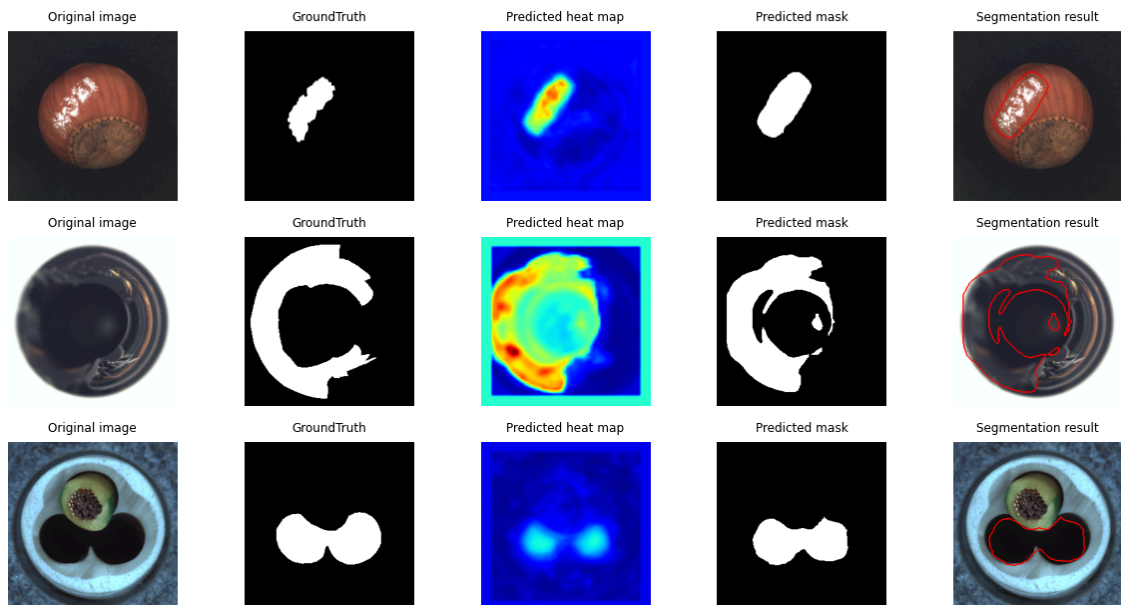 Original image
GroundTruth
Predicted heat map
Predicted mask
Segmentation result
Original image
GroundTruth
Predicted heat map
Predicted mask
Segmentation result
Original image
GroundTruth
Predicted heat map
Predicted mask
Segmentation result